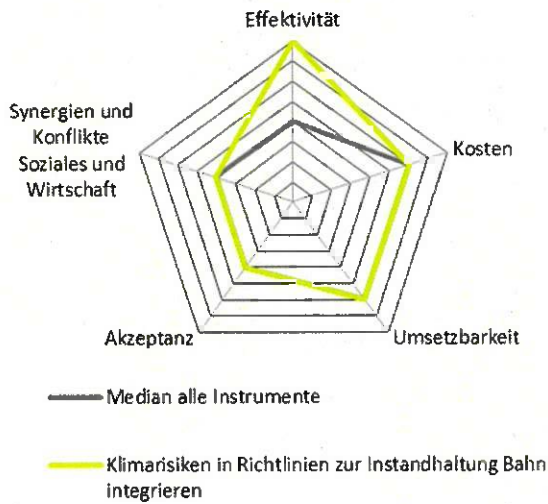 Effektivität
Synergien und
Konflikte
Soziales und
Wirtschaft
Kosten
Akzeptanz
Umsetzbarkeit
Median alle Instrumente
Klimarisiken in Richtlinien zur Instandhaltung Bahn
integrieren